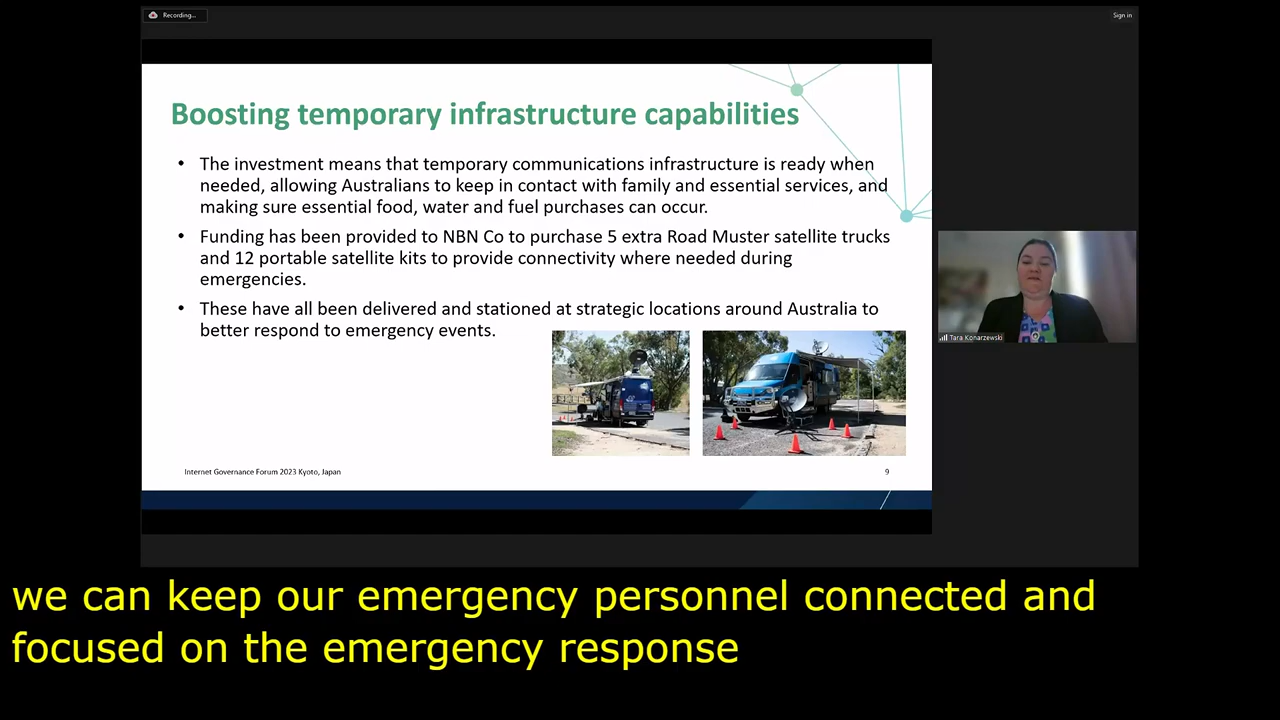 Recording...
Sign in
Boosting temporary infrastructure capabilities
• The investment means that temporary communications infrastructure is ready when
needed, allowing Australians to keep in contact with family and essential services, and
making sure essential food, water and fuel purchases can occur.
• Funding has been provided to NBN Co to purchase 5 extra Road Muster satellite trucks
and 12 portable satellite kits to provide connectivity where needed during
emergencies.
• These have all been delivered and stationed at strategic locations around Australia to
better respond to emergency events.
Tara Konarzewski
Internet Governance Forum 2023 Kyoto, Japan
9
we can keep our emergency personnel connected and
focused on the emergency response